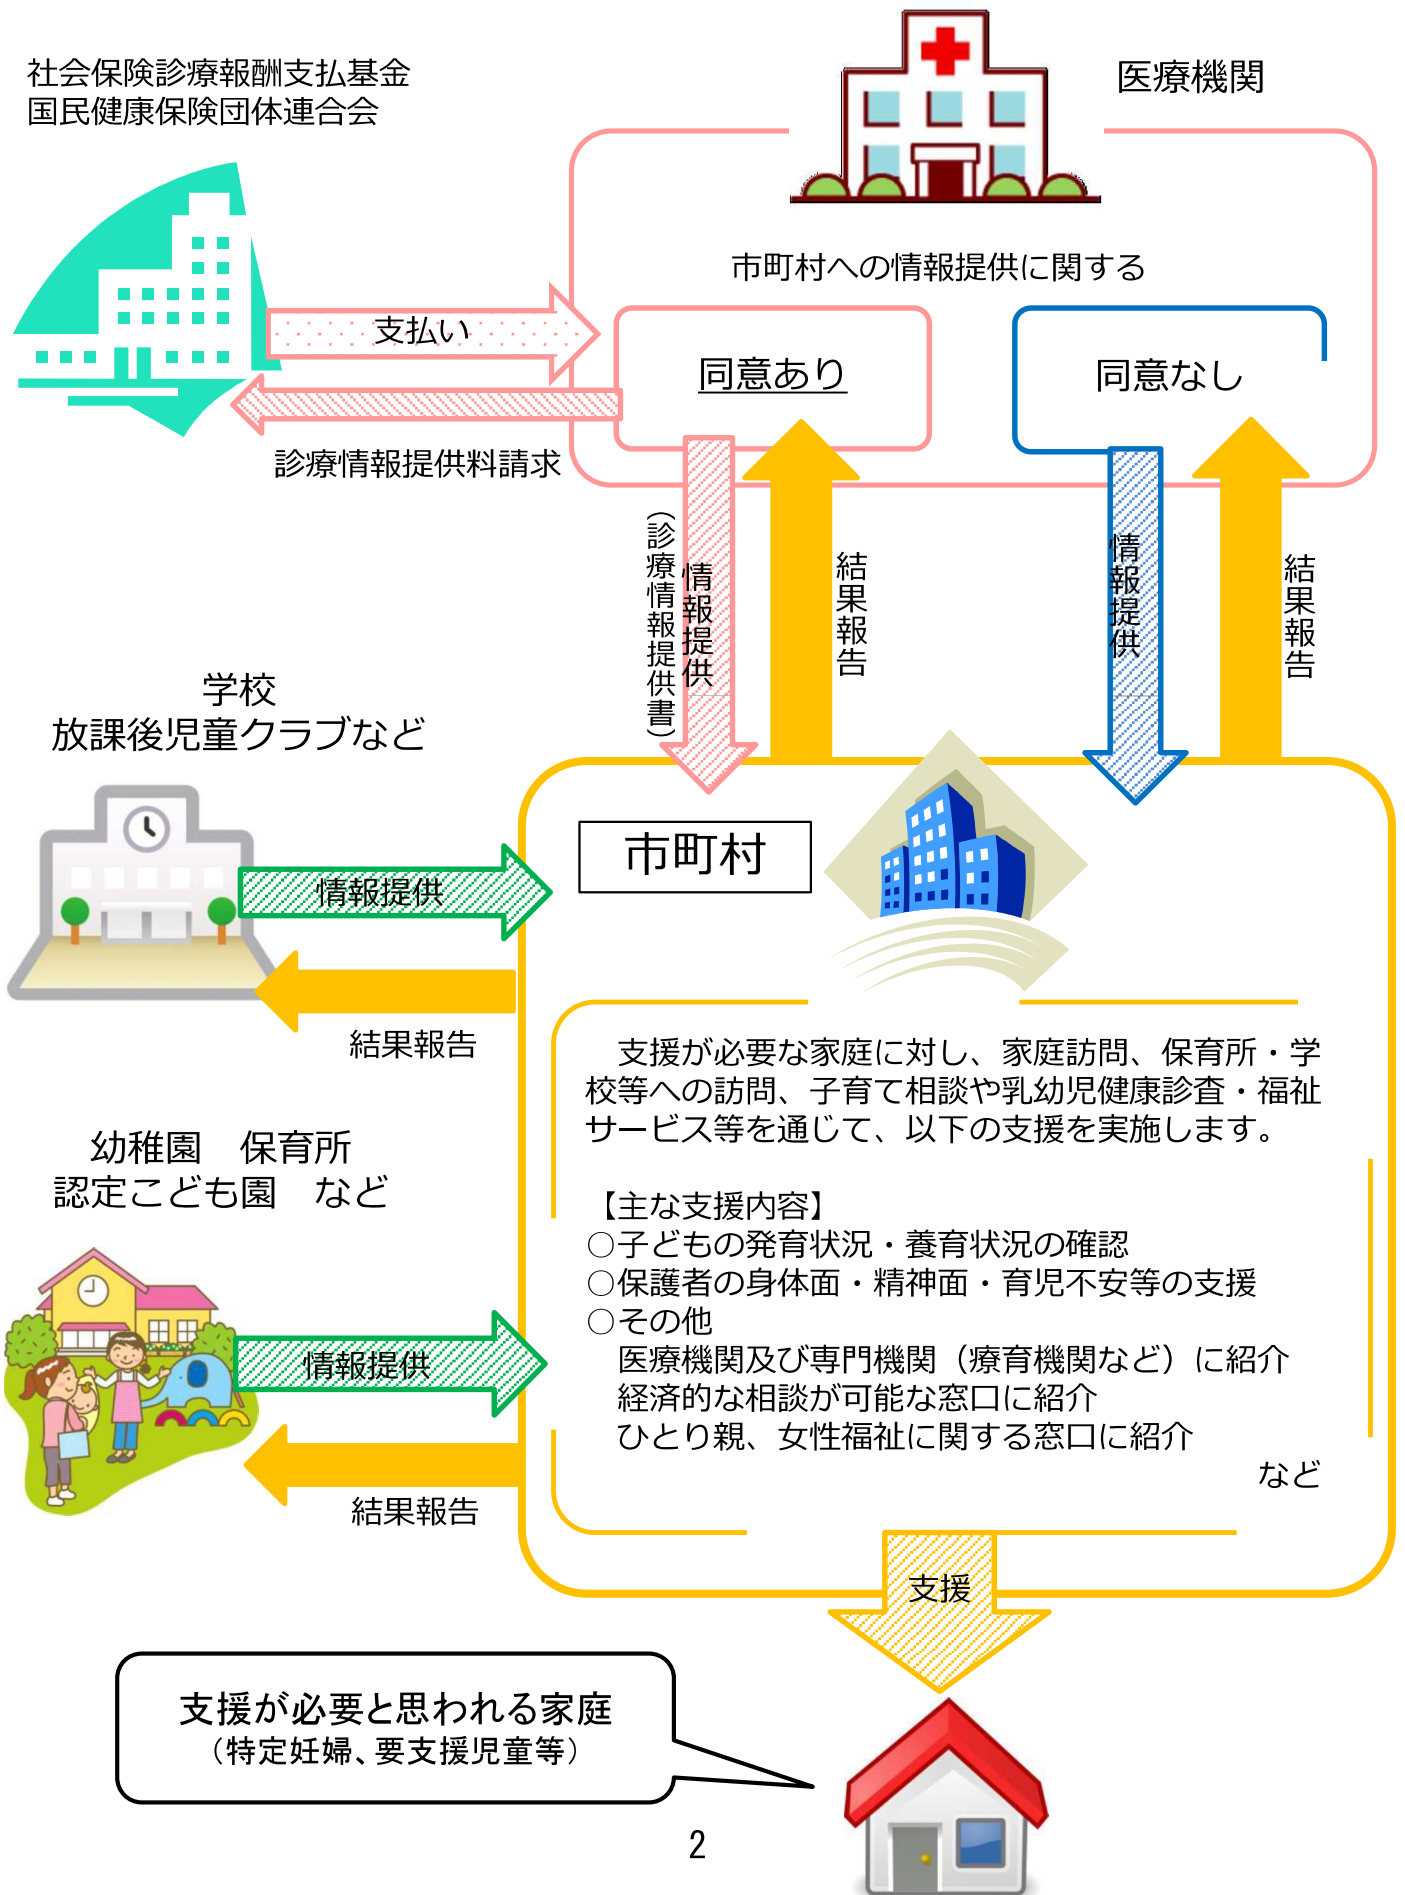 社会保険診療報酬支払基金
国民健康保険団体連合会
医療機関
市町村への情報提供に関する
支払い
同意あり
同意なし
診療情報提供料請求
（診療情報提供書）
情報提供
結果報告
情報提供
結果報告
学校
放課後児童クラブなど
市町村
情報提供
結果報告
支援が必要な家庭に対し、家庭訪問、保育所・学
校等への訪問、子育て相談や乳幼児健康診査・福祉
サービス等を通じて、以下の支援を実施します。
幼稚園　保育所
認定こども園　など
【主な支援内容】
○子どもの発育状況・養育状況の確認
○保護者の身体面・精神面・育児不安等の支援
○その他
医療機関及び専門機関（療育機関など）に紹介
経済的な相談が可能な窓口に紹介
ひとり親、女性福祉に関する窓口に紹介
など
情報提供
結果報告
支援
支援が必要と思われる家庭
（特定妊婦、要支援児童等）
2